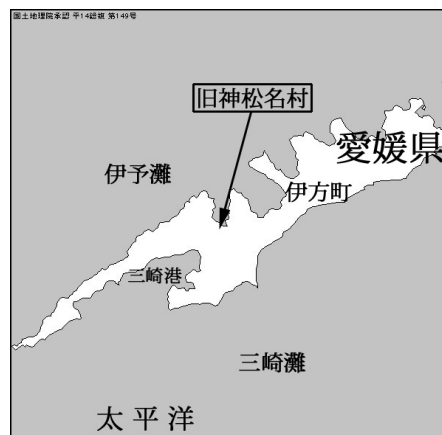 国土地理院承認 平14総複 第149号
旧神松名村
愛媛県
伊予灘
伊方町
三崎港
三崎灘
太平洋